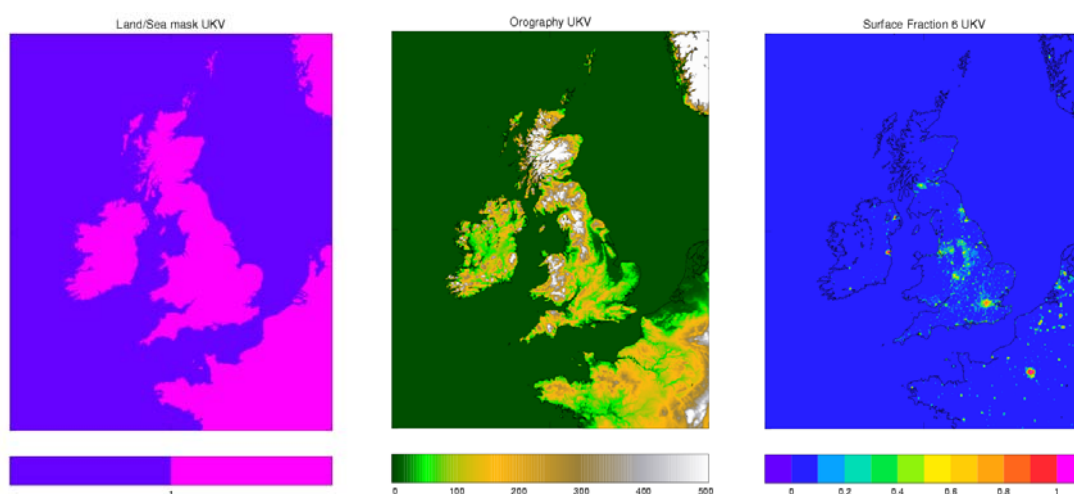 Land/Sea mask UKV
Orography UKV
Surface Fraction 6 UKV
1
0 100 200 300 400 500
0 0.2 0.4 0.6 0.8 1